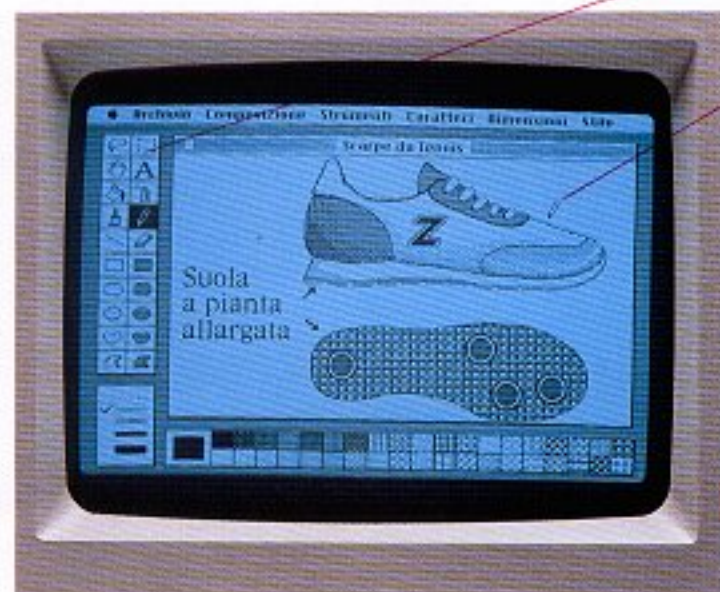 Archivio Composizione Strumenti Caratteri Dimensioni Stile
Scarpe da Tennis
A
Z
Suola
a pianta
allargata